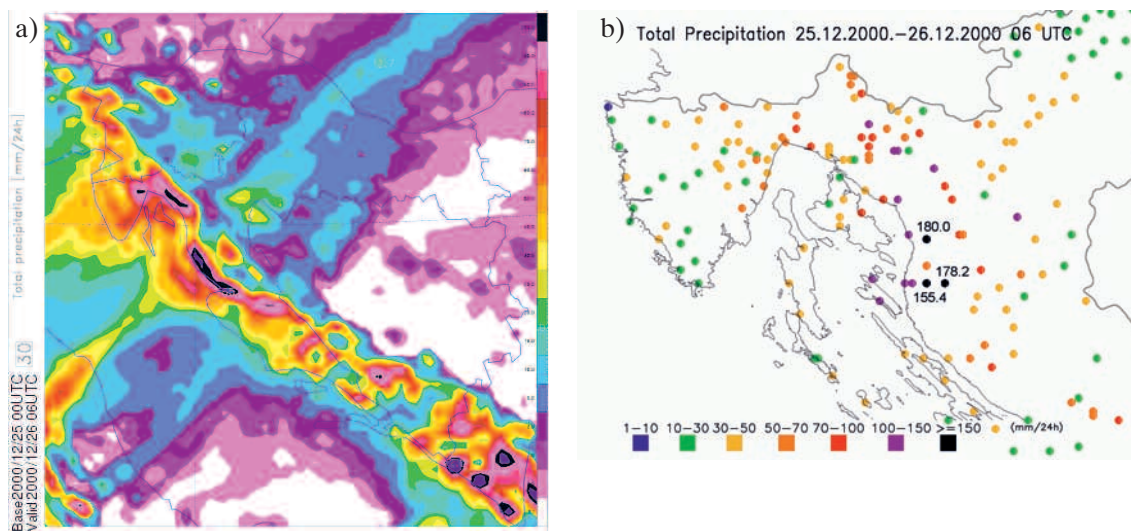 a)
Total precipitation [mm/24h]
30
Base2000/12/25 00UTC
Valid2000/12/26 06UTC
b)
Total Precipitation 25.12.2000.–26.12.2000 06 UTC
180.0
178.2
155.4
1–10 10–30 30–50 50–70 70–100 100–150 >=150 (mm/24h)